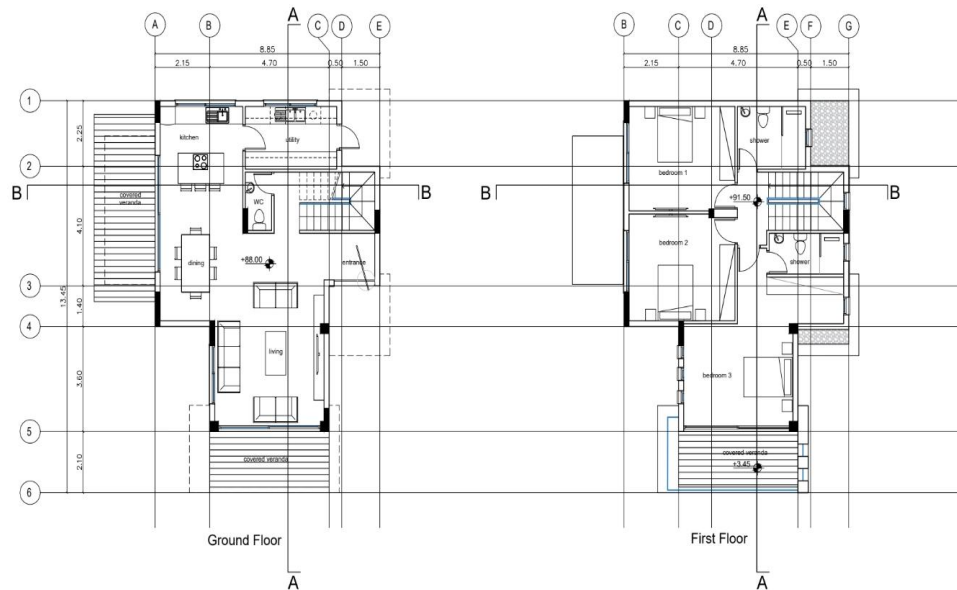 A
A
B
C
D
E
8.85
2.15
4.70
0.50
1.50
1
2
3
4
5
6
13.45
2.25
4.10
1.40
3.60
2.10
kitchen
utility
B
B
covered
veranda
WC
dining
+88.00
entrance
living
covered veranda
Ground Floor
A
A
B
C
D
E
F
G
8.85
2.15
4.70
0.50
1.50
shower
bedroom 1
B
B
+91.50
bedroom 2
shower
bedroom 3
covered veranda
+3.45
First Floor
A